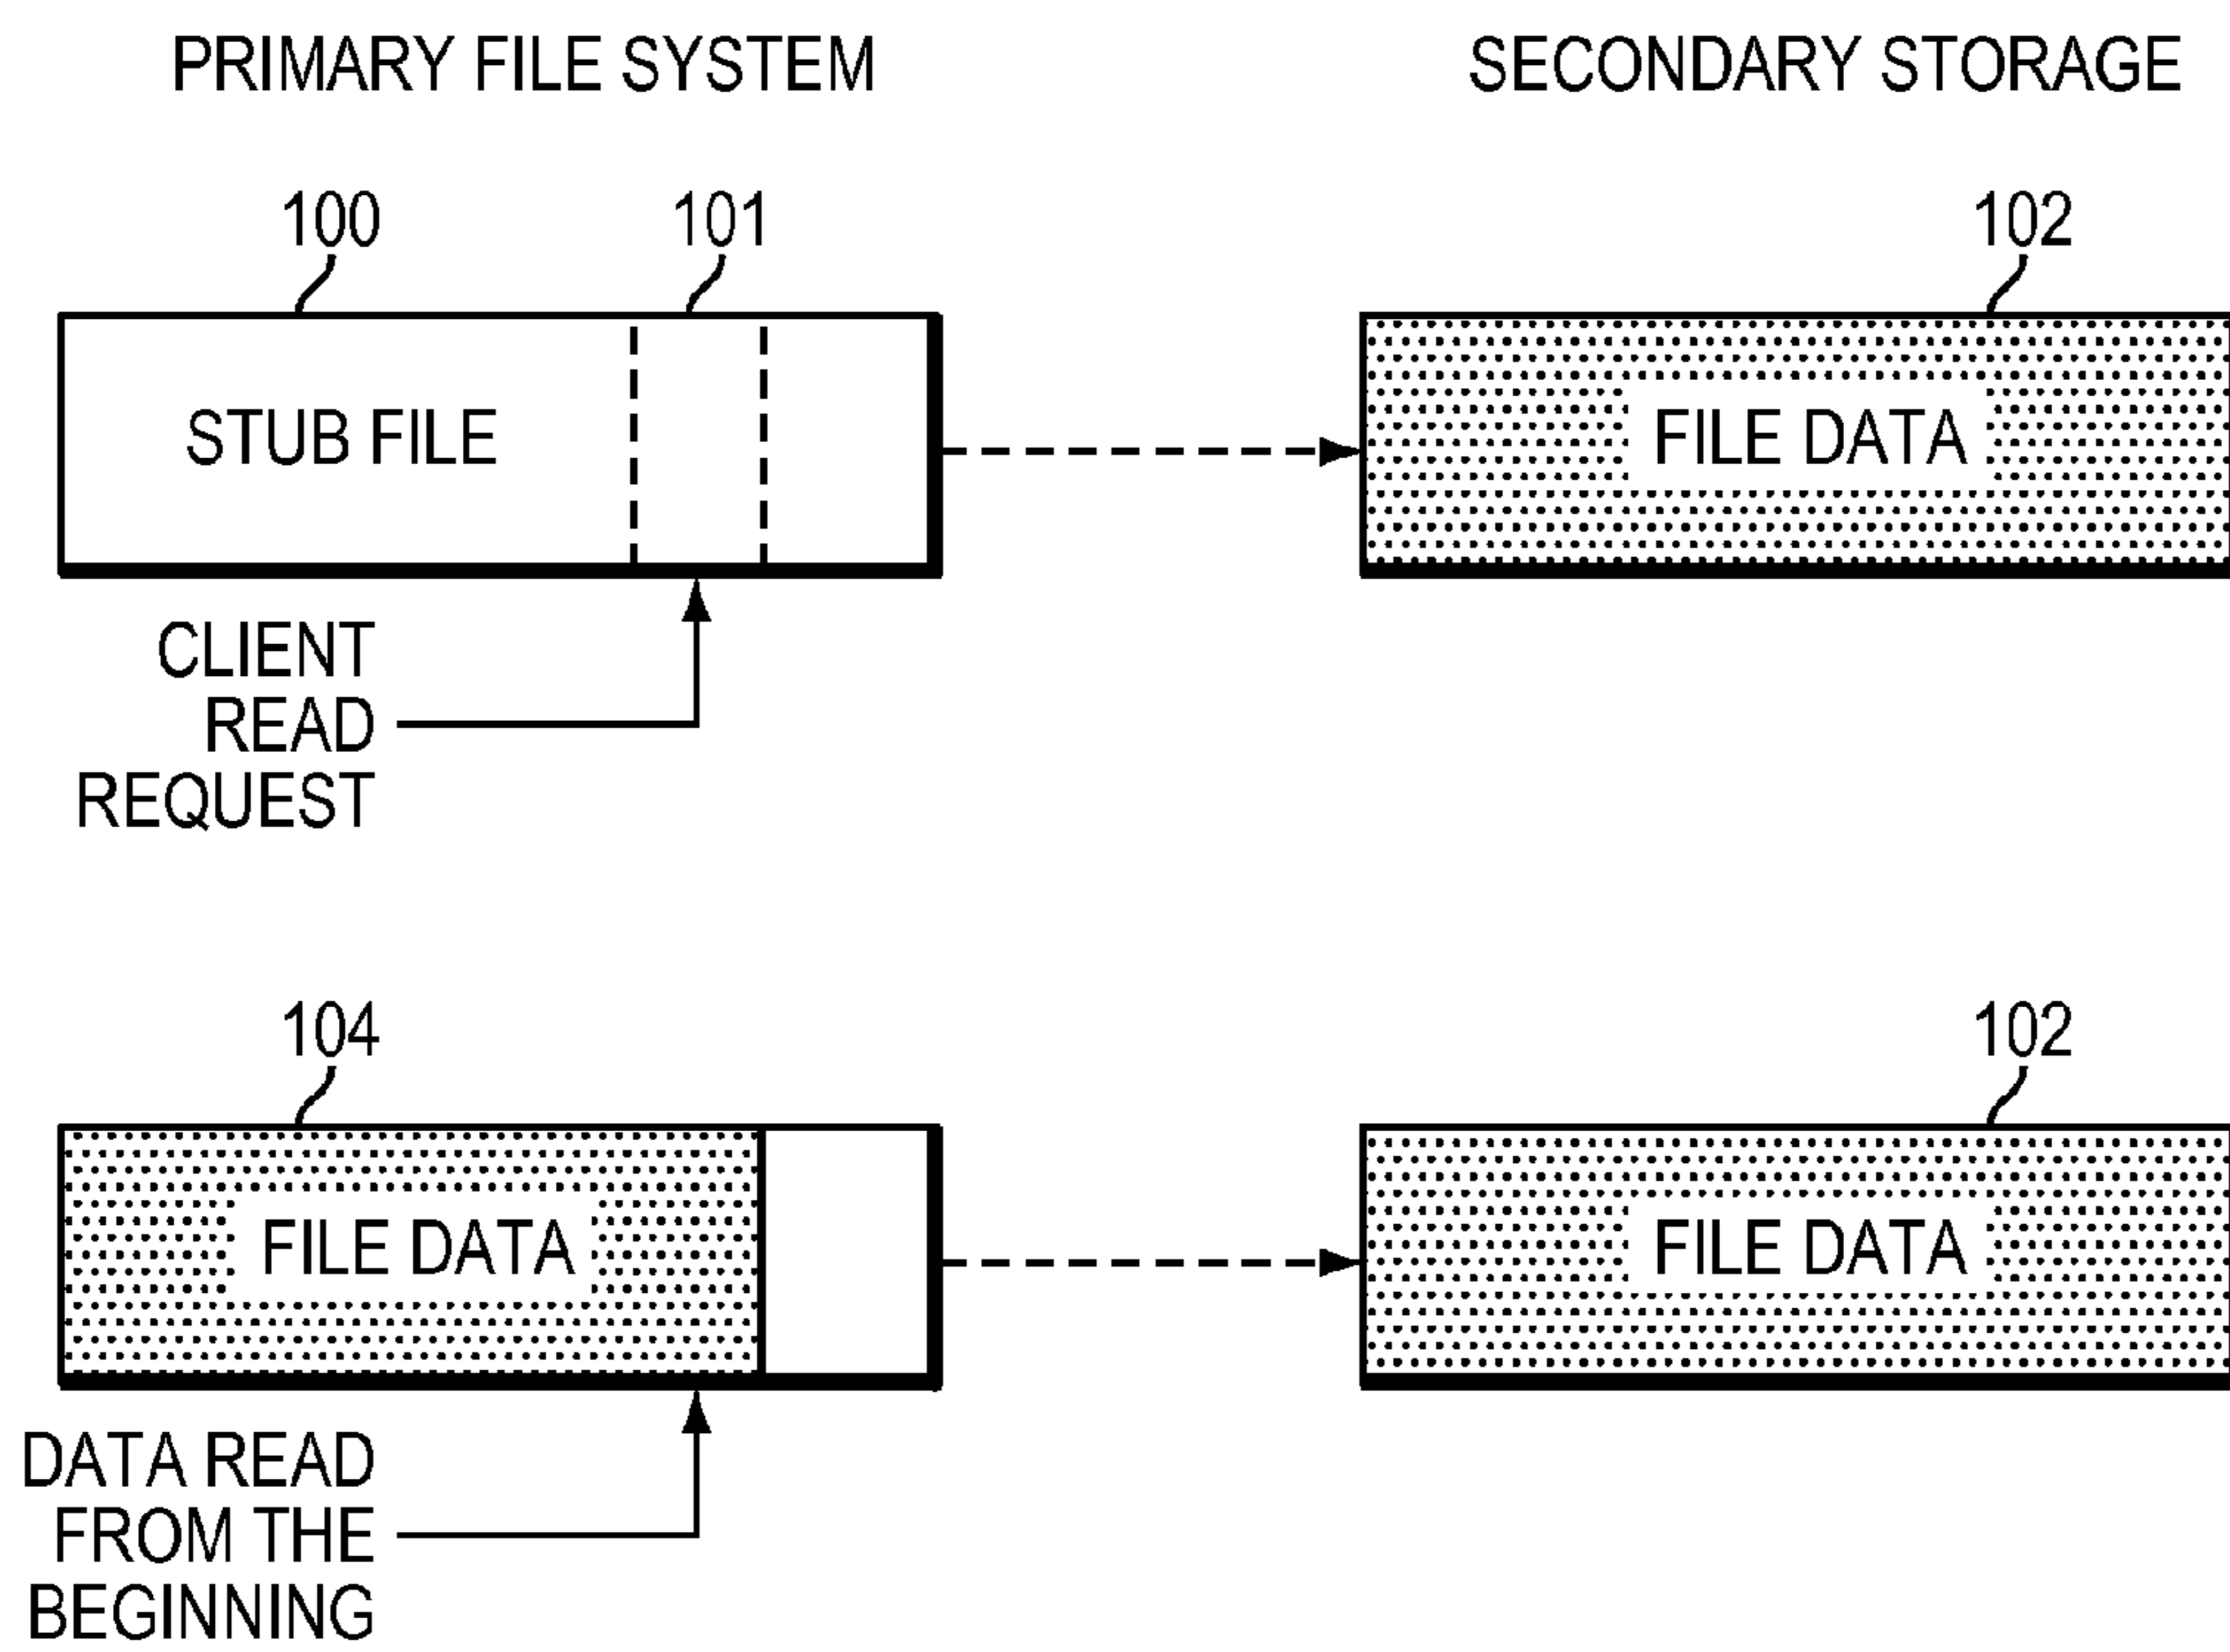 PRIMARY FILE SYSTEM
SECONDARY STORAGE
100
101
102
STUB FILE
FILE DATA
CLIENT
READ
REQUEST
104
102
FILE DATA
FILE DATA
DATA READ
FROM THE
BEGINNING